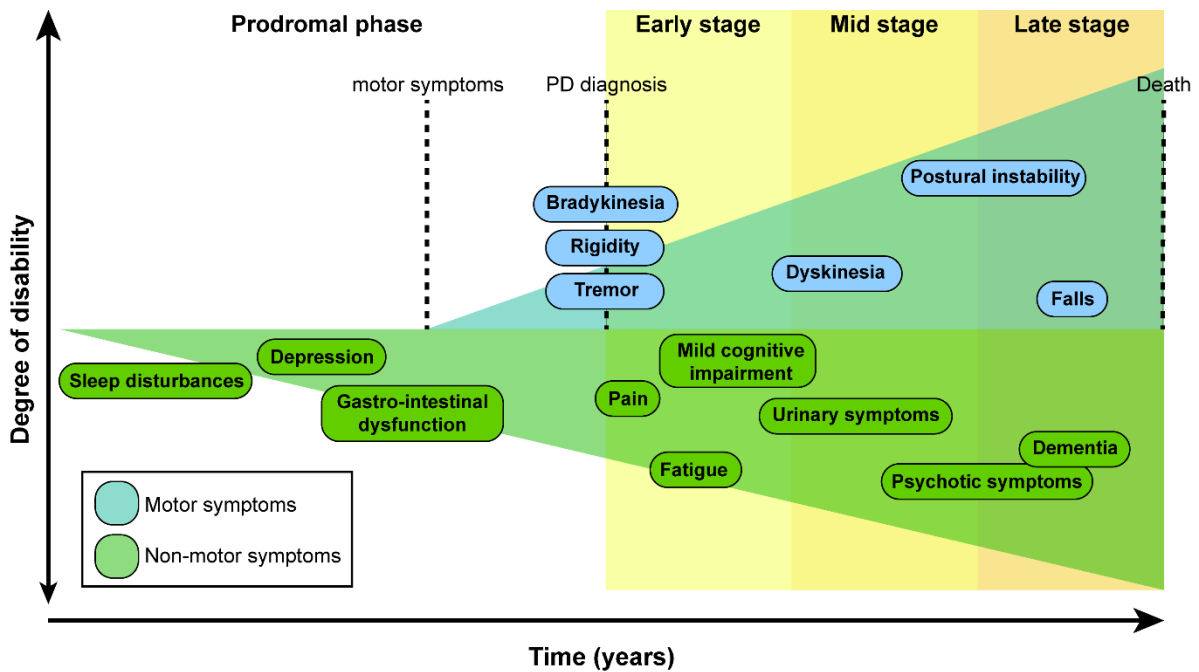 Prodromal phase
Early stage
Mid stage
Late stage
motor symptoms
PD diagnosis
Death
Postural instability
Bradykinesia
Rigidity
Dyskinesia
Tremor
Falls
Degree of disability
Depression
Mild cognitive
impairment
Sleep disturbances
Gastro-intestinal
dysfunction
Pain
Urinary symptoms
Dementia
Fatigue
Psychotic symptoms
Motor symptoms
Non-motor symptoms
Time (years)